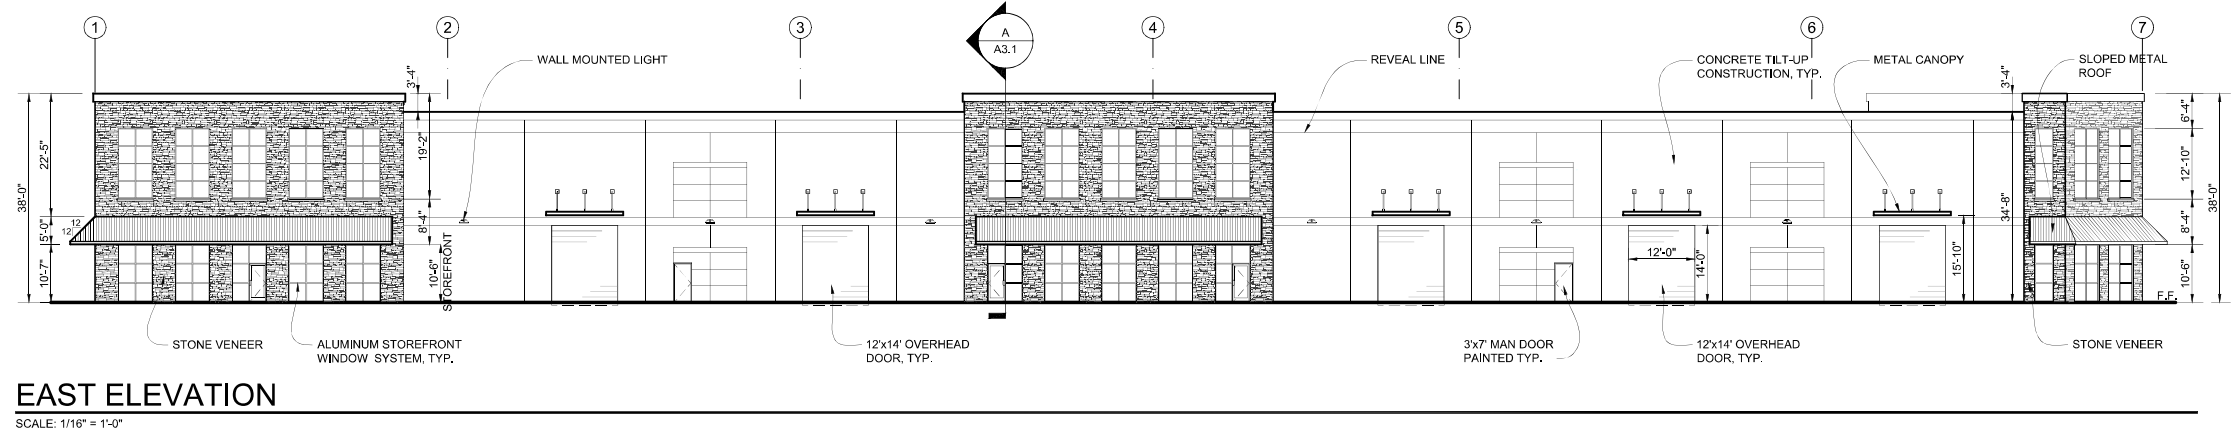 1
2
3
A
A3.1
4
5
6
7
WALL MOUNTED LIGHT
REVEAL LINE
CONCRETE TILT-UP
CONSTRUCTION, TYP.
METAL CANOPY
SLOPED METAL
ROOF
38'-0"
22'-5"
5'-0"
10'-7"
12
12
3'-4"
19'-2"
8'-4"
10'-6"
STOREFRONT
12'-0"
14'-0"
15'-10"
34'-8"
3'-4"
6'-4"
12'-10"
8'-4"
10'-6"
38'-0"
F.F.
STONE VENEER
ALUMINUM STOREFRONT
WINDOW SYSTEM, TYP.
12'x14' OVERHEAD
DOOR, TYP.
3'x7' MAN DOOR
PAINTED TYP.
12'x14' OVERHEAD
DOOR, TYP.
STONE VENEER
EAST ELEVATION
SCALE: 1/16" = 1'-0"